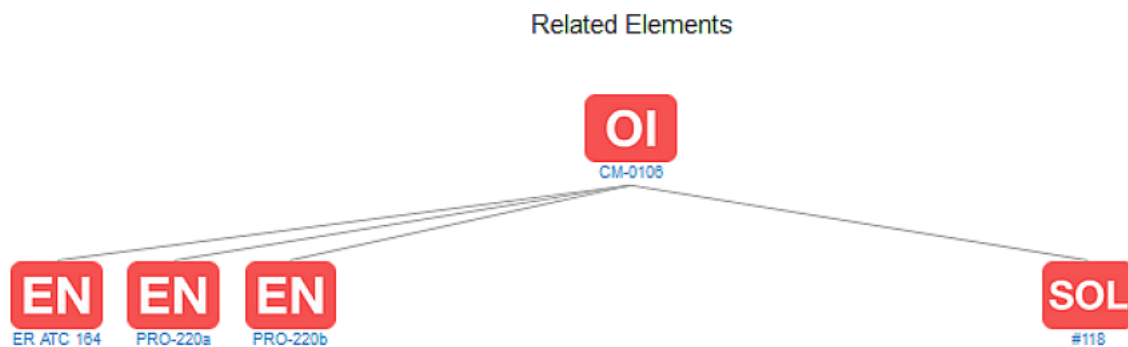 Related Elements
OI
CM-0106
EN EN EN SOL
ER ATC 164 PRO-220a PRO-220b #118